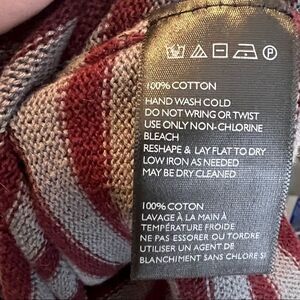 100% COTTON
HAND WASH COLD
DO NOT WRING OR TWIST
USE ONLY NON-CHLORINE
BLEACH
RESHAPE & LAY FLAT TO DRY
LOW IRON AS NEEDED
MAY BE DRY CLEANED
100% COTON
LAVAGE À LA MAIN À
TEMPÉRATURE FROIDE
NE PAS ESSORER OU TORDRE
UTILISER UN AGENT DE
BLANCHIMENT SANS CHLORE SI